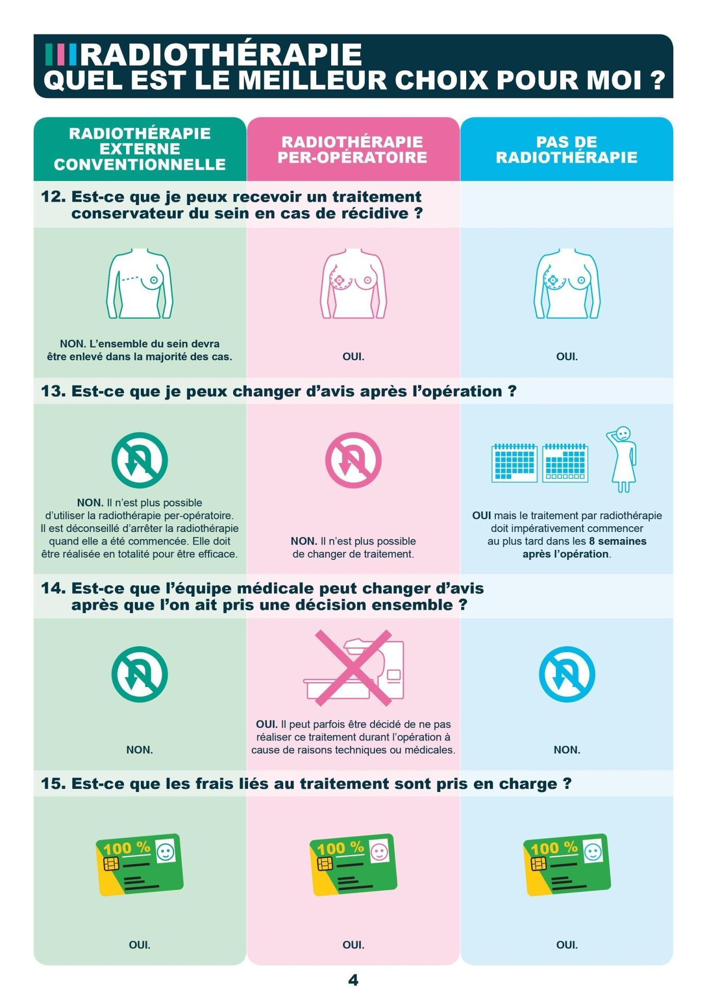 RADIOTHÉRAPIE
QUEL EST LE MEILLEUR CHOIX POUR MOI ?
RADIOTHÉRAPIE
EXTERNE
CONVENTIONNELLE
RADIOTHÉRAPIE
PER-OPÉRATOIRE
PAS DE
RADIOTHÉRAPIE
12. Est-ce que je peux recevoir un traitement
conservateur du sein en cas de récidive ?
NON. L’ensemble du sein devra
être enlevé dans la majorité des cas.
OUI.
OUI.
13. Est-ce que je peux changer d’avis après l’opération ?
NON. Il n’est plus possible
d’utiliser la radiothérapie per-opératoire.
Il est déconseillé d’arrêter la radiothérapie
quand elle a été commencée. Elle doit
être réalisée en totalité pour être efficace.
NON. Il n’est plus possible
de changer de traitement.
OUI mais le traitement par radiothérapie
doit impérativement commencer
au plus tard dans les 8 semaines
après l’opération.
14. Est-ce que l’équipe médicale peut changer d’avis
après que l’on ait pris une décision ensemble ?
NON.
OUI. Il peut parfois être décidé de ne pas
réaliser ce traitement durant l’opération à
cause de raisons techniques ou médicales.
NON.
15. Est-ce que les frais liés au traitement sont pris en charge ?
100 %
100 %
100 %
OUI.
OUI.
OUI.
4